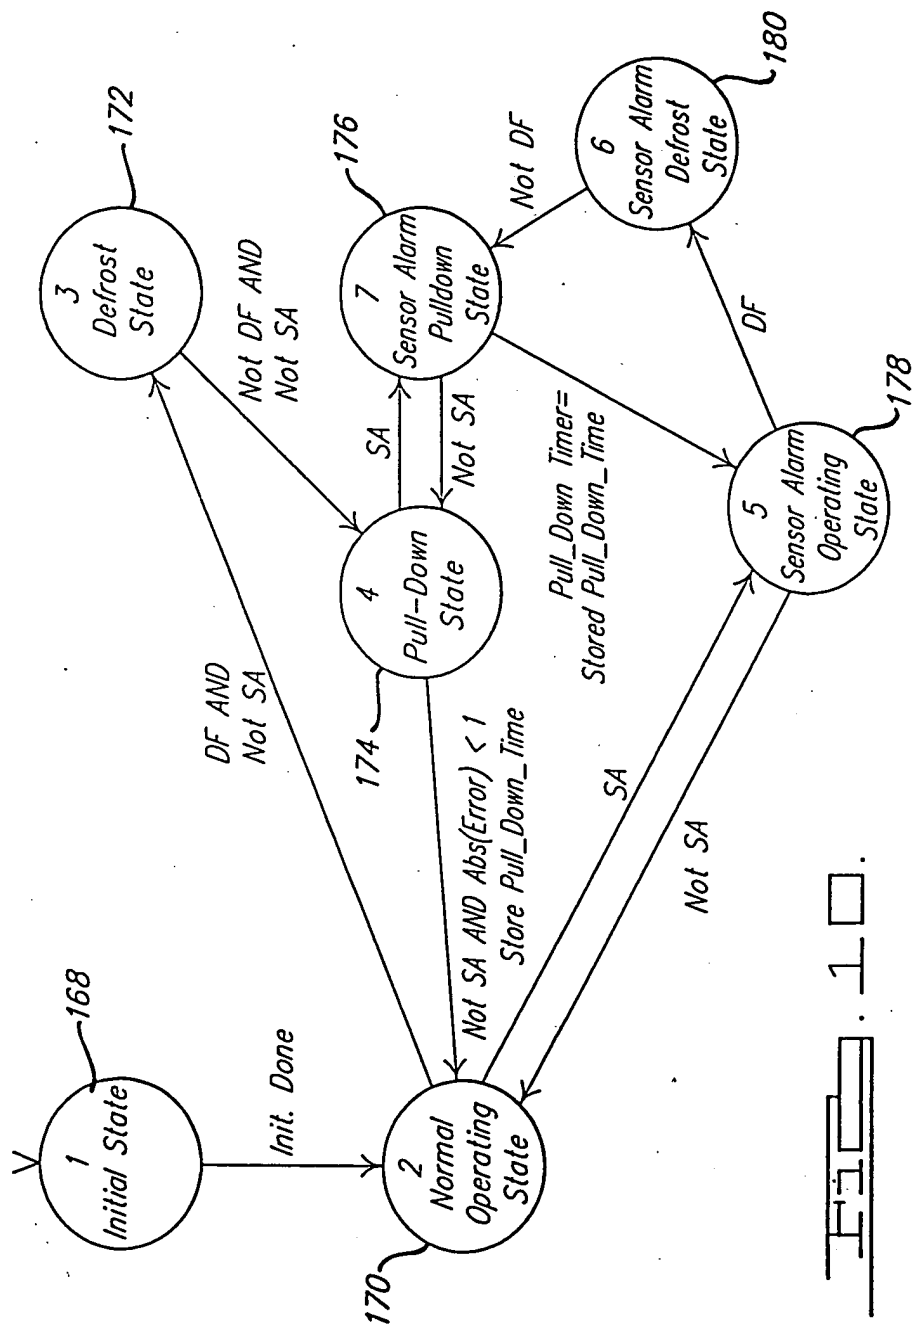 168
1
Initial State
Init. Done
170
2
Normal
Operating
State
DF AND
Not SA
172
3
Defrost
State
Not DF AND
Not SA
174
4
Pull-Down
State
SA
Not SA
176
7
Sensor Alarm
Pulldown
State
Not DF
180
6
Sensor Alarm
Defrost
State
Not SA AND Abs(Error) < 1
Store Pull_Down_Time
Pull_Down Timer=
Stored Pull_Down_Time
DF
178
5
Sensor Alarm
Operating
State
SA
Not SA
Fig. 10.